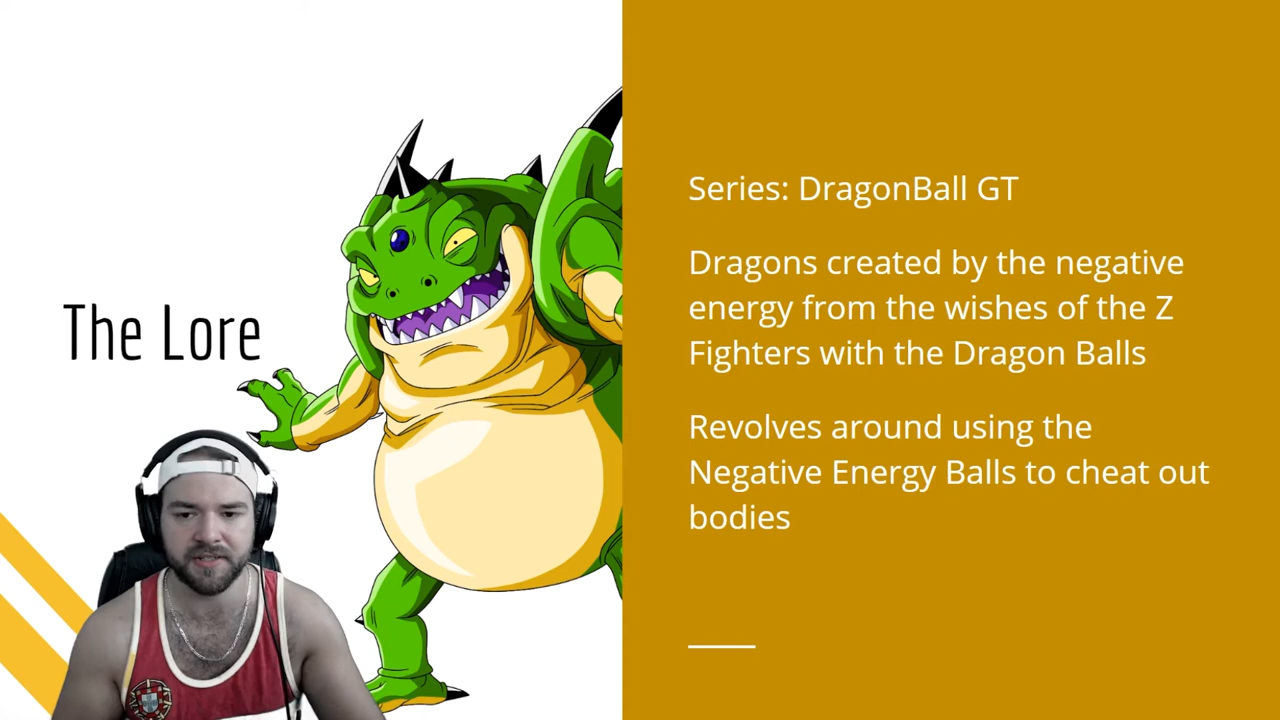 The Lore
Series: DragonBall GT
Dragons created by the negative
energy from the wishes of the Z
Fighters with the Dragon Balls
Revolves around using the
Negative Energy Balls to cheat out
bodies